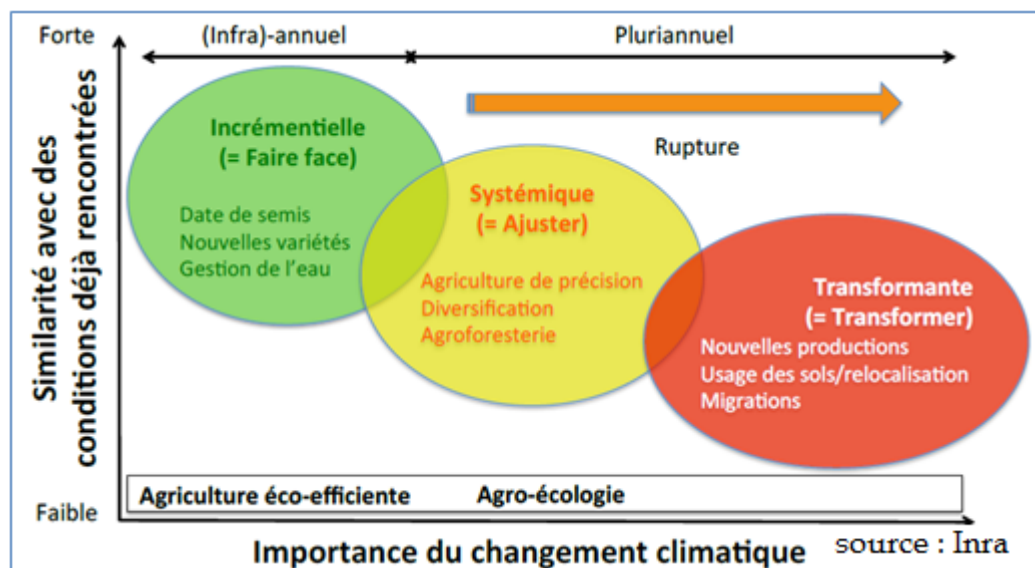 Forte
(Infra)-annuel
Pluriannuel
Similarité avec des
conditions déjà rencontrées
Incrémentielle
(= Faire face)
Date de semis
Nouvelles variétés
Gestion de l'eau
Rupture
Systémique
(= Ajuster)
Agriculture de précision
Diversification
Agroforesterie
Transformante
(= Transformer)
Nouvelles productions
Usage des sols/relocalisation
Migrations
Agriculture éco-efficiente
Agro-écologie
Faible
Importance du changement climatique
source : Inra